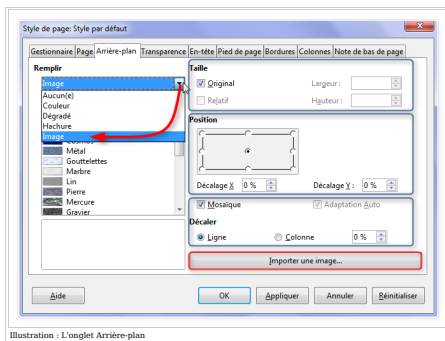 Style de page: Style par défaut
Gestionnaire Page Arrière-plan Transparence En-tête Pied de page Bordures Colonnes Note de bas de page
Remplir
Image
Aucun(e)
Couleur
Dégradé
Hachure
Image
Cosmos
Métal
Gouttelettes
Marbre
Lin
Pierre
Mercure
Gravier
Taille
Original
Largeur :
Relatif
Hauteur :
Position
Décalage X 0 %
Décalage Y : 0 %
Mosaïque
Adaptation Auto
Décaler
Ligne
Colonne
0 %
Importer une image...
Aide
OK
Appliquer
Annuler
Réinitialiser
Illustration : L'onglet Arrière-plan